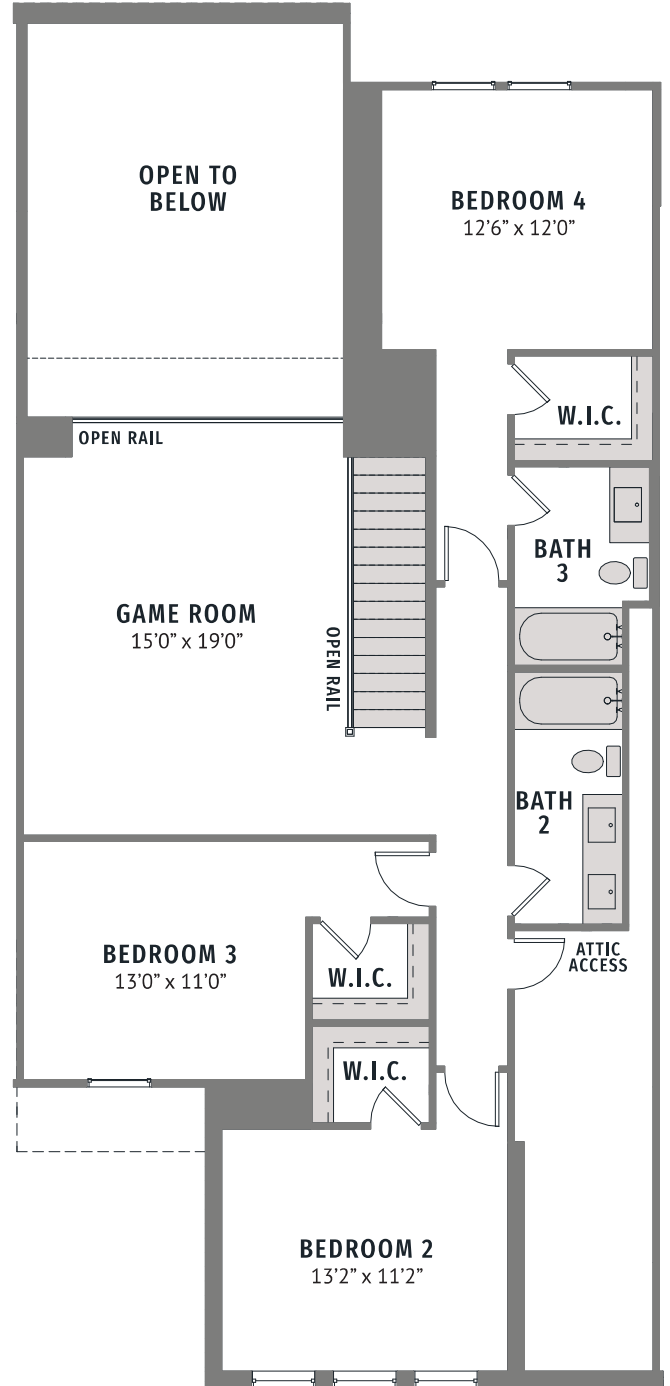 OPEN TO
BELOW
BEDROOM 4
12’6” x 12’0”
W.I.C.
OPEN RAIL
BATH
3
GAME ROOM
15’0” x 19’0”
OPEN RAIL
BATH
2
BEDROOM 3
13’0” x 11’0”
W.I.C.
ATTIC
ACCESS
W.I.C.
BEDROOM 2
13’2” x 11’2”